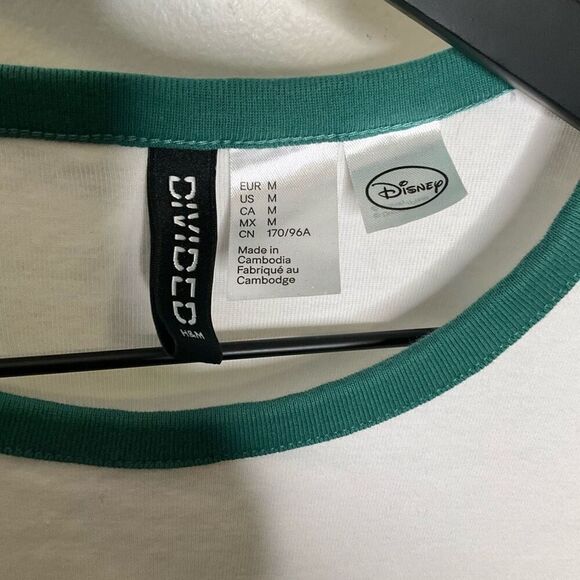 DIVIDED
H&M
EUR M
US M
CA M
MX M
CN 170/96A
Made in
Cambodia
Fabriqué au
Cambodge
Disney